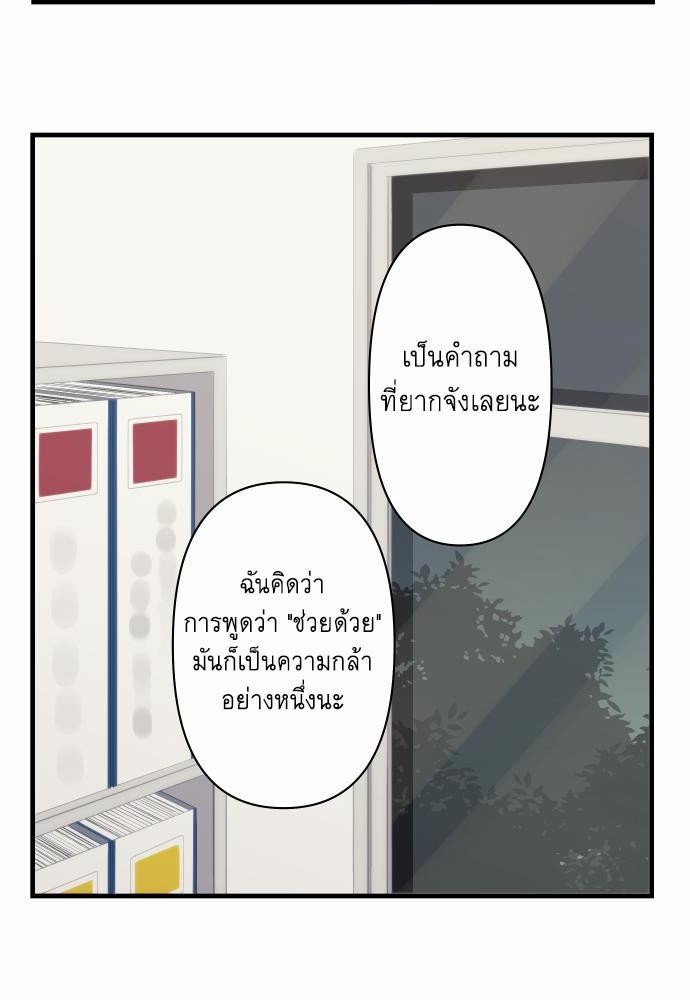 เป็นคำถาม
ที่ยากจังเลยนะ
ฉันคิดว่า
การพูดว่า "ช่วยด้วย"
มันก็เป็นความกล้า
อย่างหนึ่งนะ